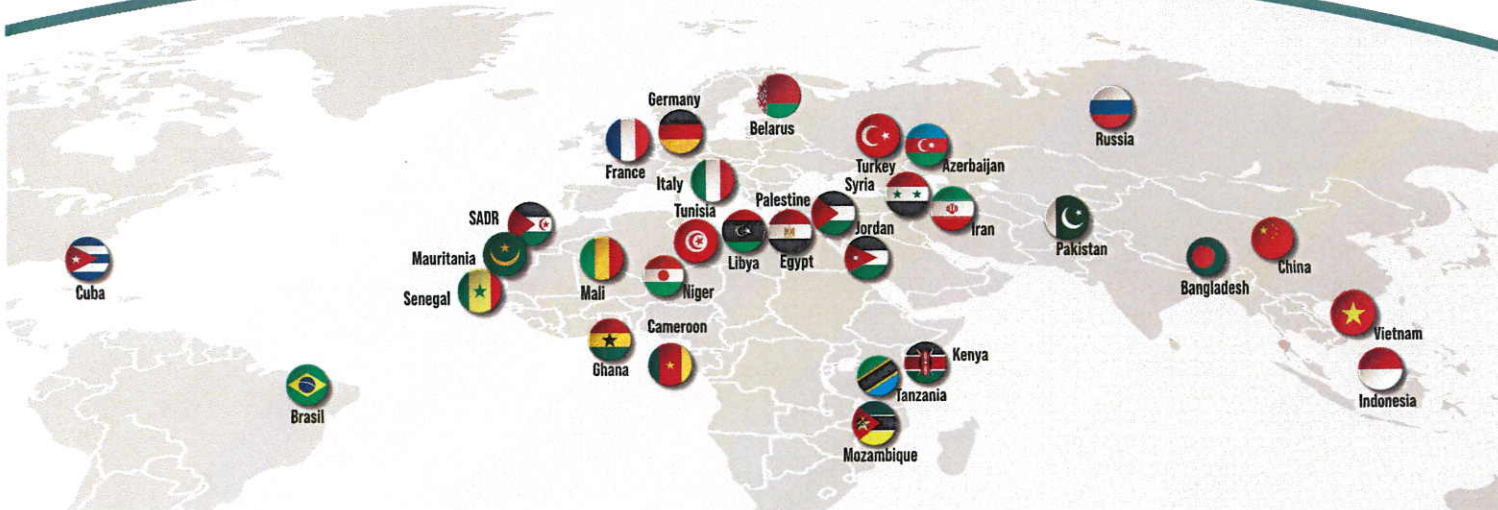 Germany
Belarus
Russia
France
Turkey
Azerbaijan
Italy
Syria
Palestine
SADR
Tunisia
Jordan
Iran
Pakistan
Mauritania
Libya
Egypt
China
Cuba
Senegal
Mali
Niger
Bangladesh
Cameroon
Vietnam
Ghana
Kenya
Tanzania
Indonesia
Brasil
Mozambique